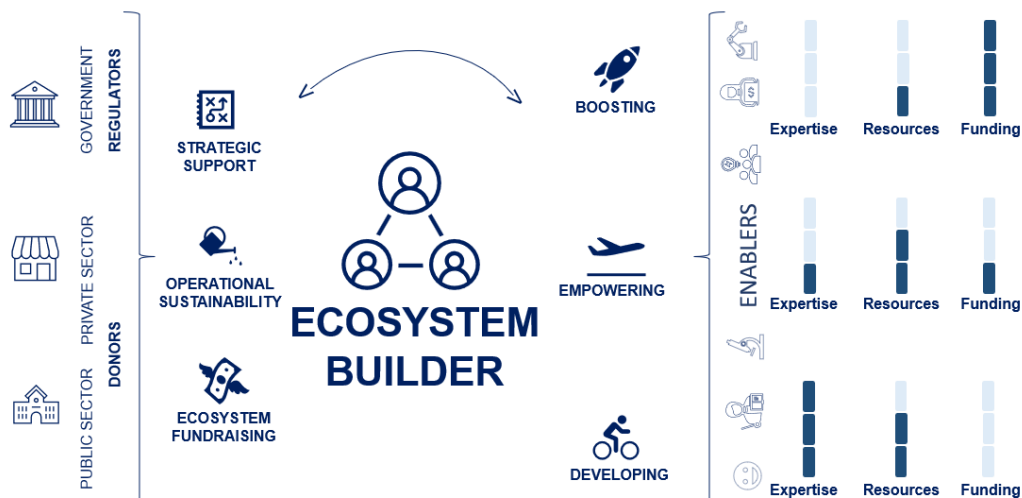 GOVERNMENT
REGULATORS
PRIVATE SECTOR
PUBLIC SECTOR
DONORS
STRATEGIC
SUPPORT
OPERATIONAL
SUSTAINABILITY
ECOSYSTEM
FUNDRAISING
ECOSYSTEM
BUILDER
BOOSTING
EMPOWERING
DEVELOPING
ENABLERS
Expertise Resources Funding
Expertise Resources Funding
Expertise Resources Funding